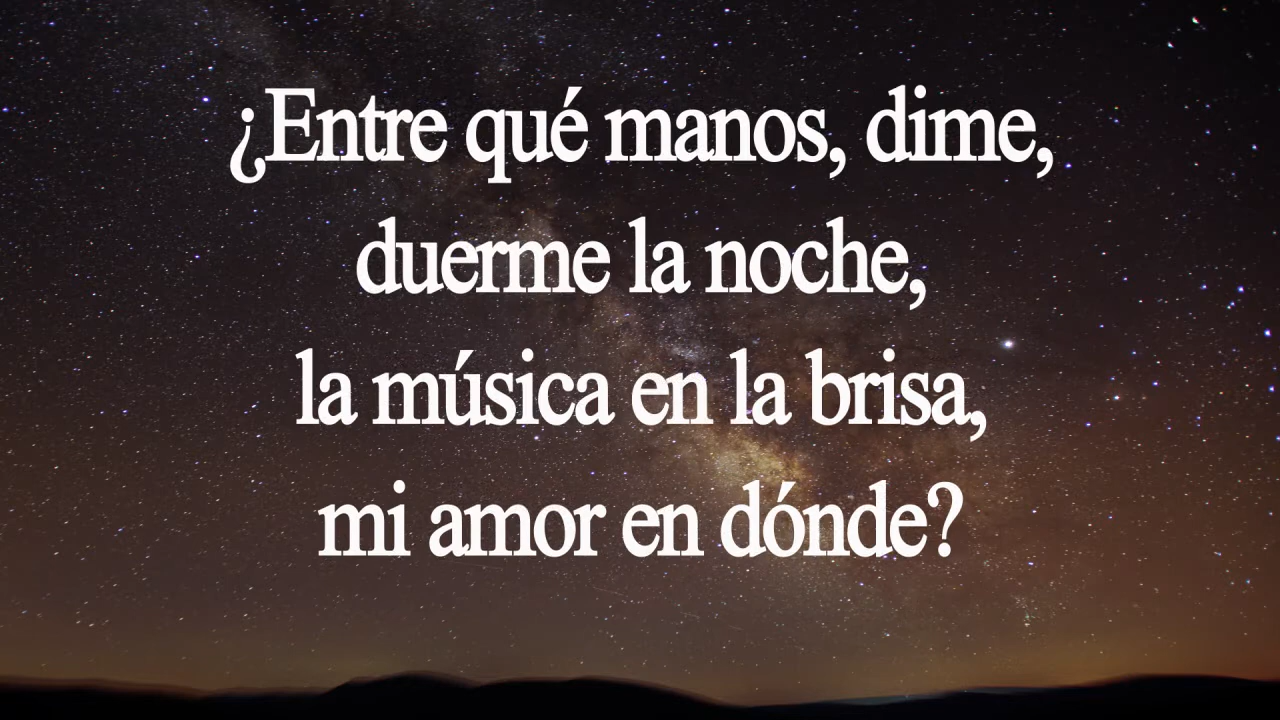 ¿Entre qué manos, dime,
duerme la noche,
la música en la brisa,
mi amor en dónde?